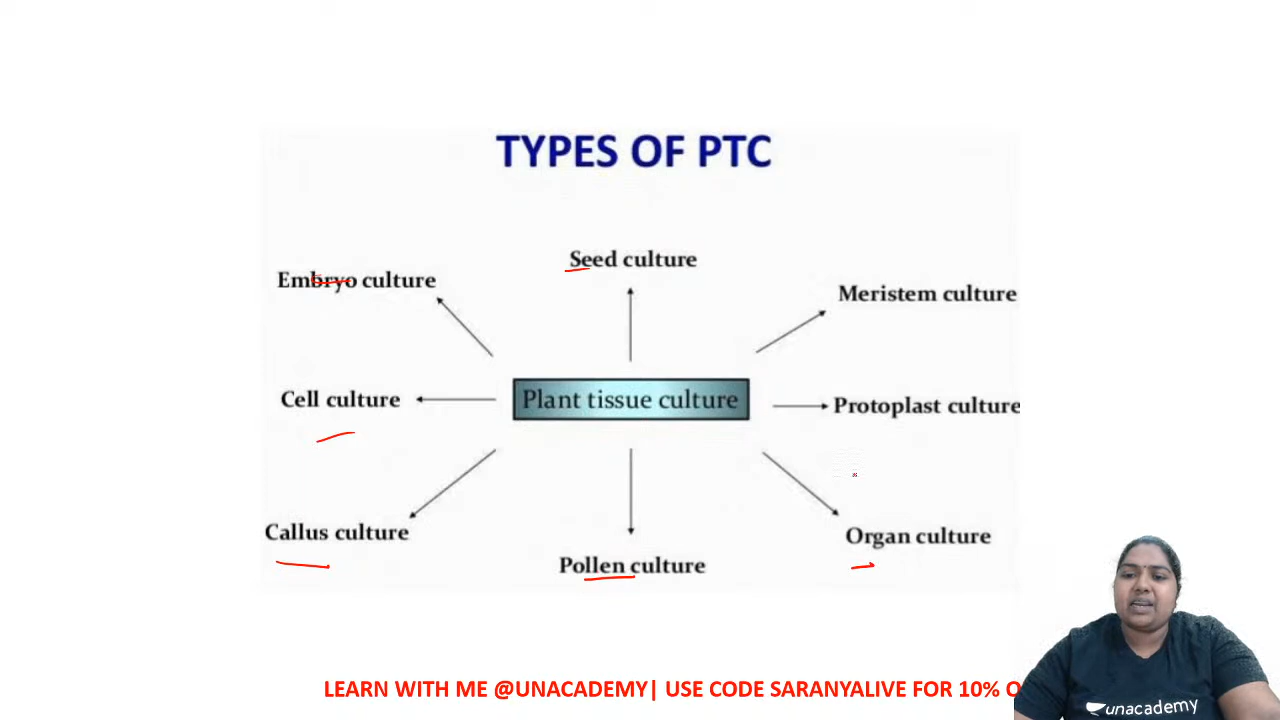 TYPES OF PTC
Seed culture
Embryo culture
Meristem culture
Cell culture
Plant tissue culture
Protoplast culture
Callus culture
Organ culture
Pollen culture
LEARN WITH ME @UNACADEMY| USE CODE SARANYALIVE FOR 10% O
unacademy